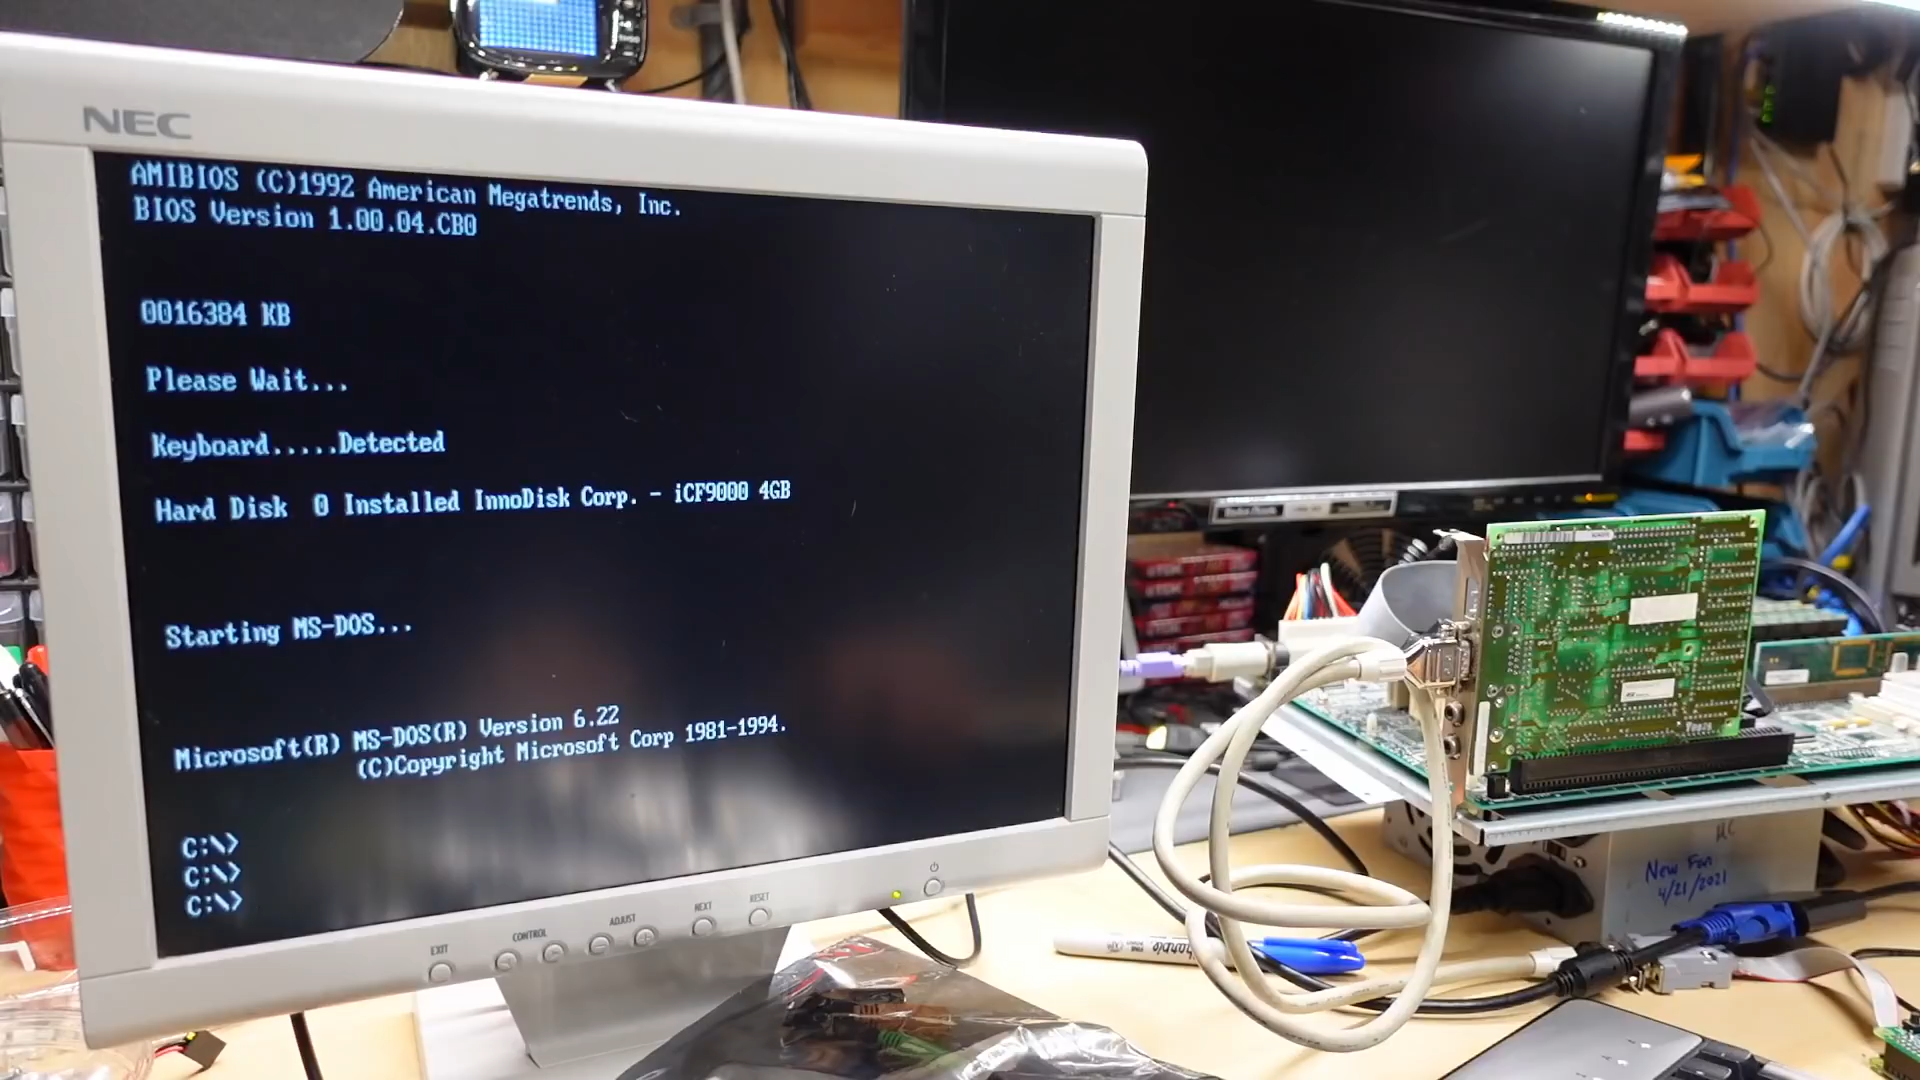 NEC
AMIBIOS (C)1992 American Megatrends, Inc.
BIOS Version 1.00.04.CB0
0016384 KB
Please Wait...
Keyboard.....Detected
Hard Disk  0 Installed InnoDisk Corp. - iCF9000 4GB
Starting MS-DOS...
Microsoft(R) MS-DOS(R) Version 6.22
(C)Copyright Microsoft Corp 1981-1994.
C:\>
C:\>
C:\>
EXIT
CONTROL
ADJUST
NEXT
RESET
New Fan
4/21/2021
Sharpie